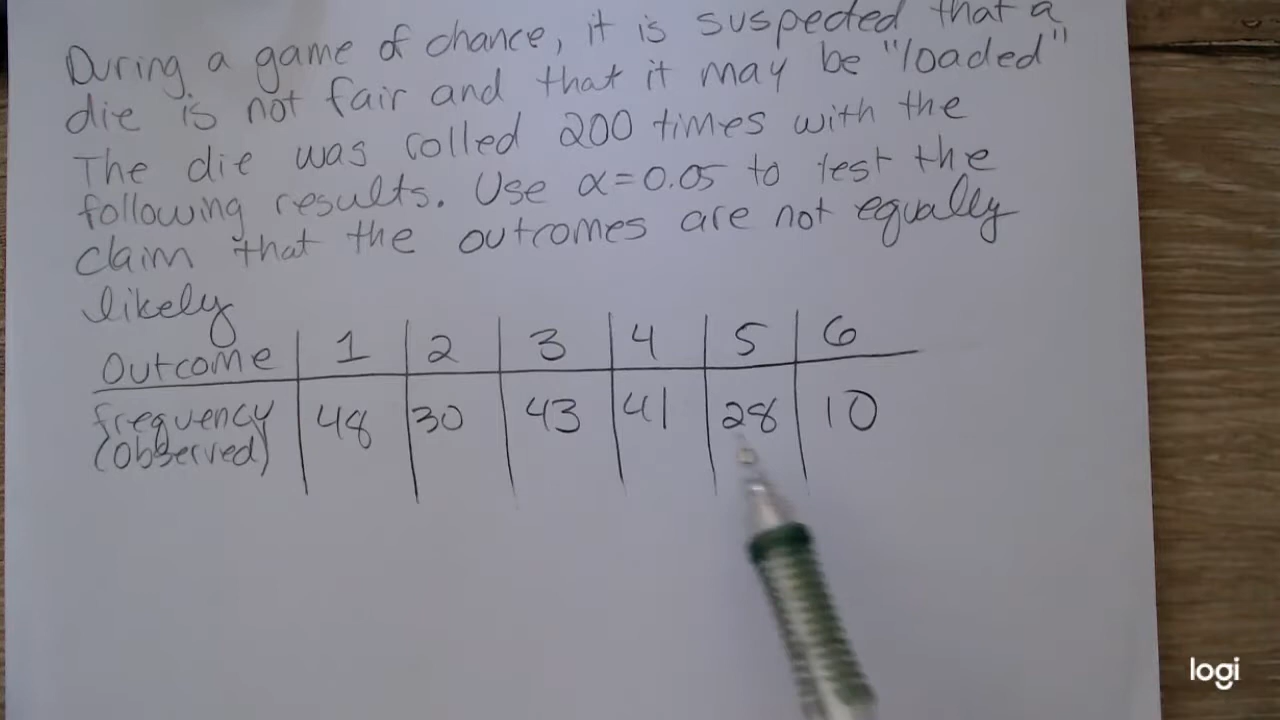 During a game of chance, it is suspected that a
die is not fair and that it may be "loaded"
The die was rolled 200 times with the
following results. Use α=0.05 to test the
claim that the outcomes are not equally
likely
Outcome 1 2 3 4 5 6
frequency 48 30 43 41 28 10
(observed)
logi